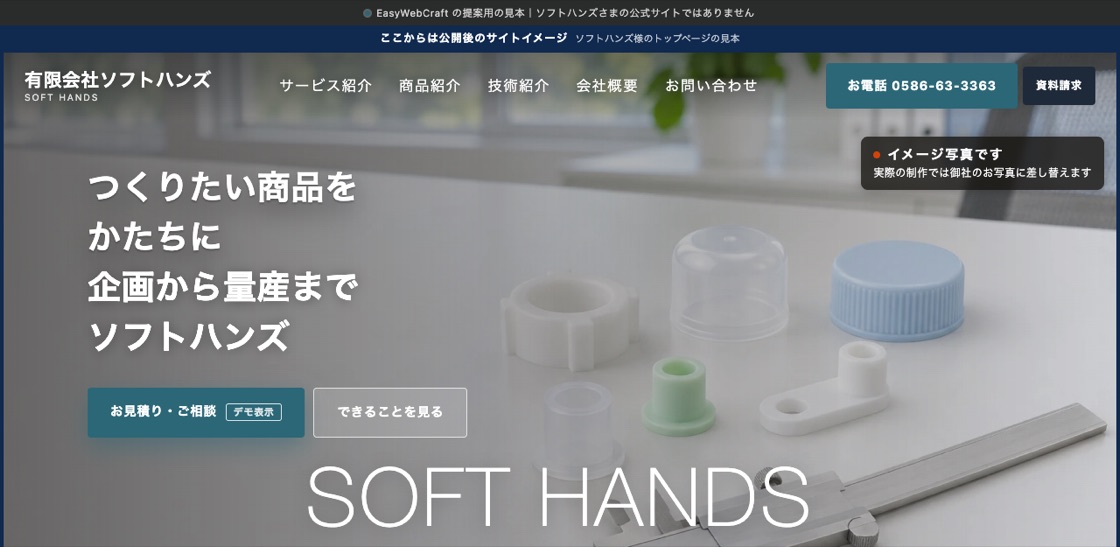 EasyWebCraft の提案用の見本｜ソフトハンズさまの公式サイトではありません
ここからは公開後のサイトイメージ ソフトハンズ様のトップページの見本
有限会社ソフトハンズ
SOFT HANDS
サービス紹介 商品紹介 技術紹介 会社概要 お問い合わせ
お電話 0586-63-3363
資料請求
イメージ写真です
実際の制作では御社のお写真に差し替えます
つくりたい商品を
かたちに
企画から量産まで
ソフトハンズ
お見積り・ご相談 デモ表示
できることを見る
SOFT HANDS